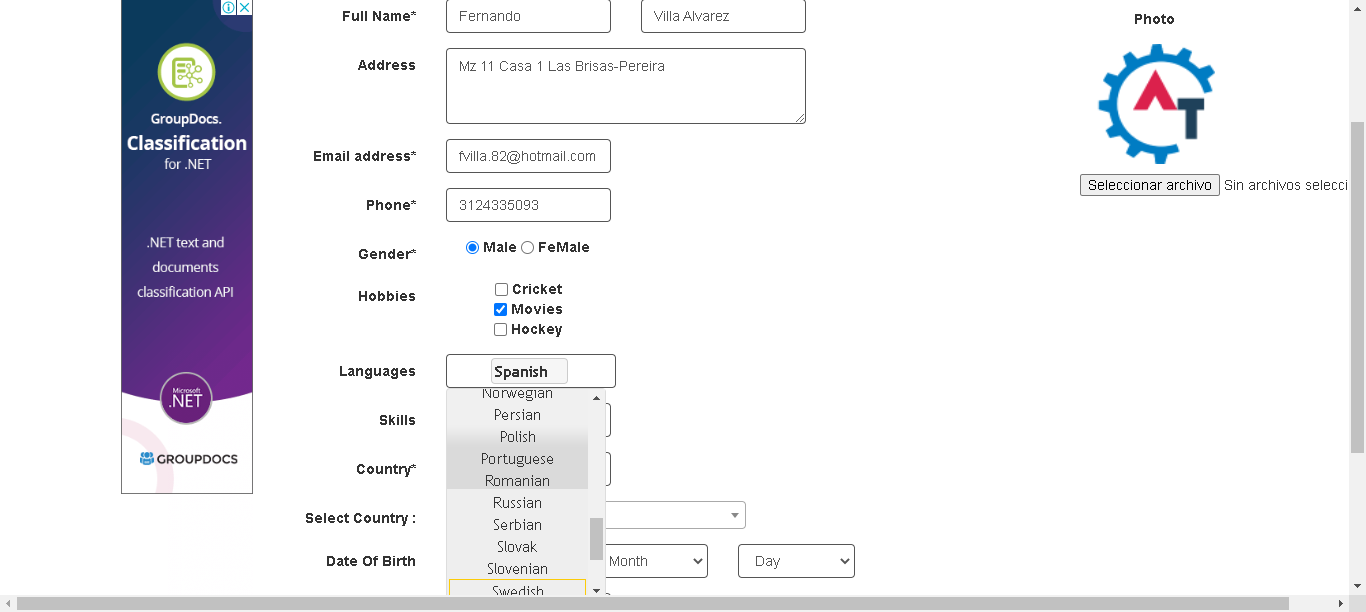 Full Name*
Fernando
Villa Alvarez
Photo
Address
Mz 11 Casa 1 Las Brisas-Pereira
GroupDocs.
Classification
for .NET
.NET text and
documents
classification API
Microsoft
.NET
GROUPDOCS
Email address*
fvilla.82@hotmail.com
Phone*
3124335093
Seleccionar archivo Sin archivos selecci
Gender*
Male FeMale
Hobbies
Cricket
Movies
Hockey
Languages
Spanish
Norwegian
Persian
Polish
Portuguese
Romanian
Russian
Serbian
Slovak
Slovenian
Swedish
Skills
Country*
Select Country :
Date Of Birth
Month
Day